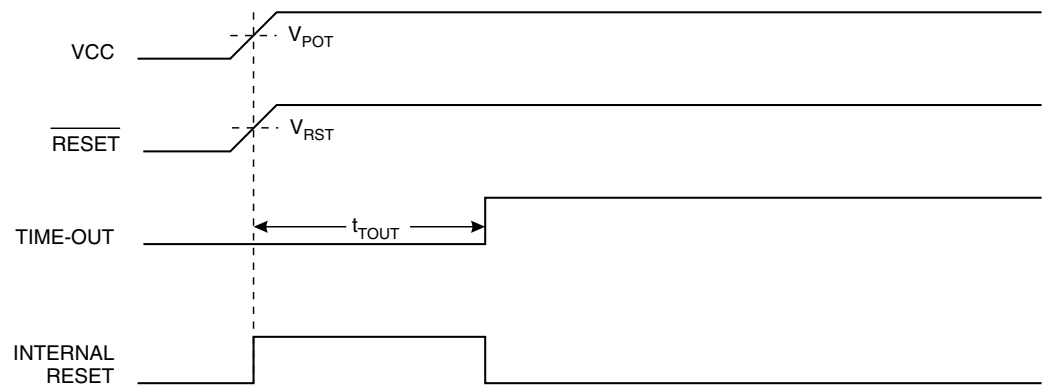 VCC
V_POT
RESET
V_RST
TIME-OUT
t_TOUT
INTERNAL
RESET